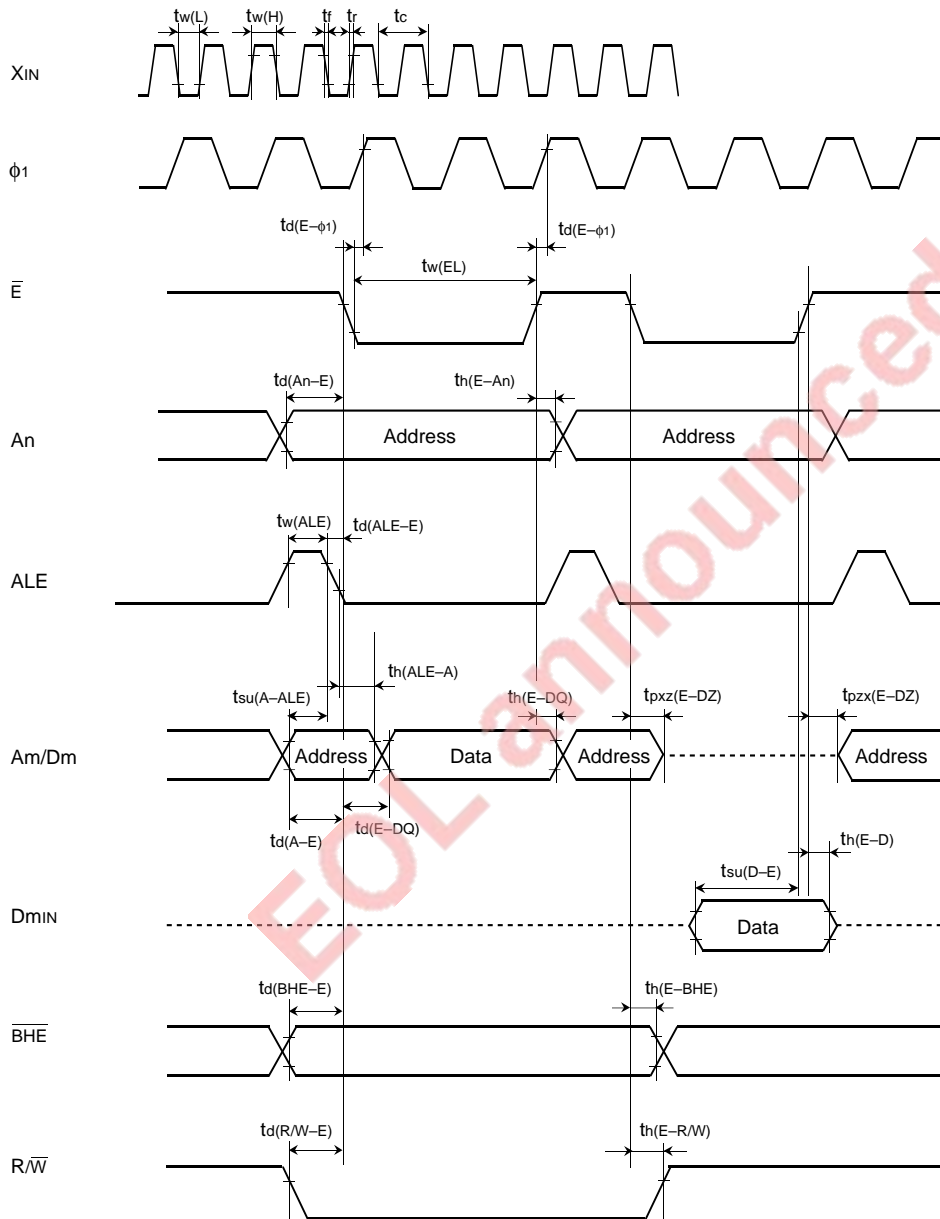 tw(L) tw(H) tf tr tc
XIN
ϕ1
td(E–ϕ1) td(E–ϕ1)
tw(EL)
E̅
td(An–E) th(E–An)
An Address Address
tw(ALE) td(ALE–E)
ALE
th(ALE–A)
tsu(A–ALE) th(E–DQ) tpxz(E–DZ) tpzx(E–DZ)
Am/Dm Address Data Address Address
td(A–E) td(E–DQ)
th(E–D)
tsu(D–E)
DmIN Data
td(BHE–E) th(E–BHE)
B̅H̅E̅
td(R/W–E) th(E–R/W)
R/W̅
EOL announced